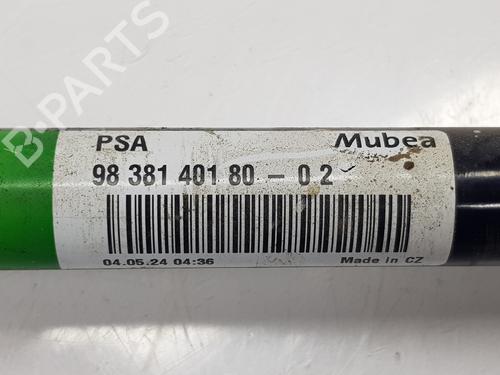 B-PARTS
PSA Mubea
98 381 401 80 - 0 2
04.05.24 04:36 Made in CZ